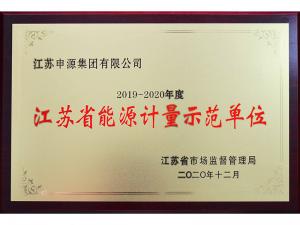 江苏申源集团有限公司
2019-2020年度
江苏省能源计量示范单位
江苏省市场监督管理局
二〇二〇年十二月